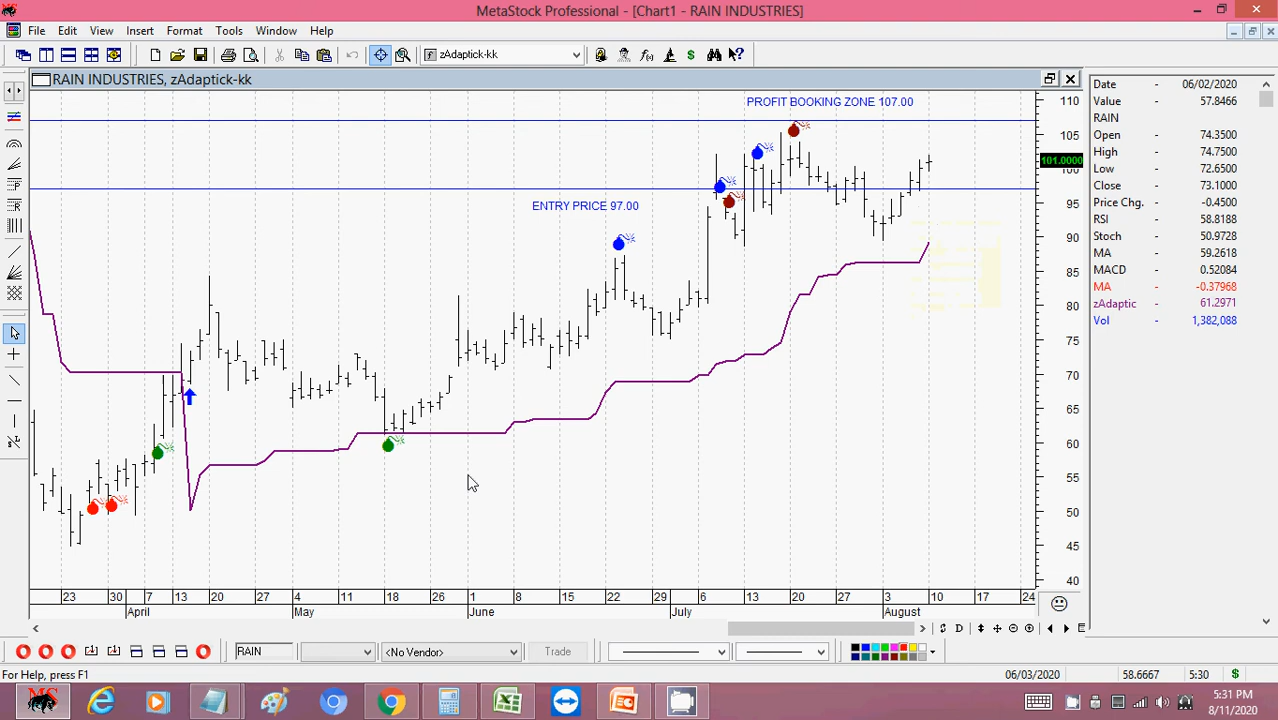 MetaStock Professional - [Chart1 - RAIN INDUSTRIES]
File Edit View Insert Format Tools Window Help
zAdaptick-kk
RAIN INDUSTRIES, zAdaptick-kk
PROFIT BOOKING ZONE 107.00
ENTRY PRICE 97.00
110
105
101.0000
100
95
90
85
80
75
70
65
60
55
50
45
40
23 30 7 13 20 27 4 11 18 26 1 8 15 22 29 6 13 20 27 3 10 17 24
April May June July August
Date - 06/02/2020
Value - 57.8466
RAIN
Open - 74.3500
High - 74.7500
Low - 72.6500
Close - 73.1000
Price Chg. - -0.4500
RSI - 58.8188
Stoch - 50.9728
MA - 59.2618
MACD - 0.52084
MA - -0.37968
zAdaptic - 61.2971
Vol - 1,382,088
D
RAIN <No Vendor> Trade
For Help, press F1
06/03/2020 58.6667 5:30 $
5:31 PM
8/11/2020